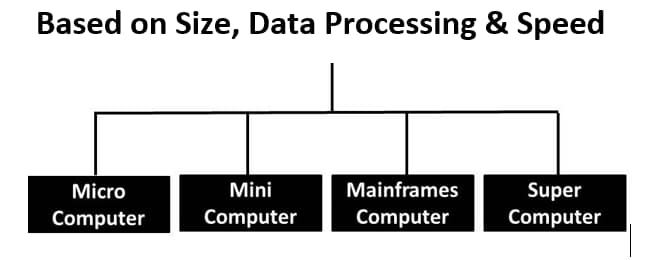 Based on Size, Data Processing & Speed
Micro
Computer
Mini
Computer
Mainframes
Computer
Super
Computer